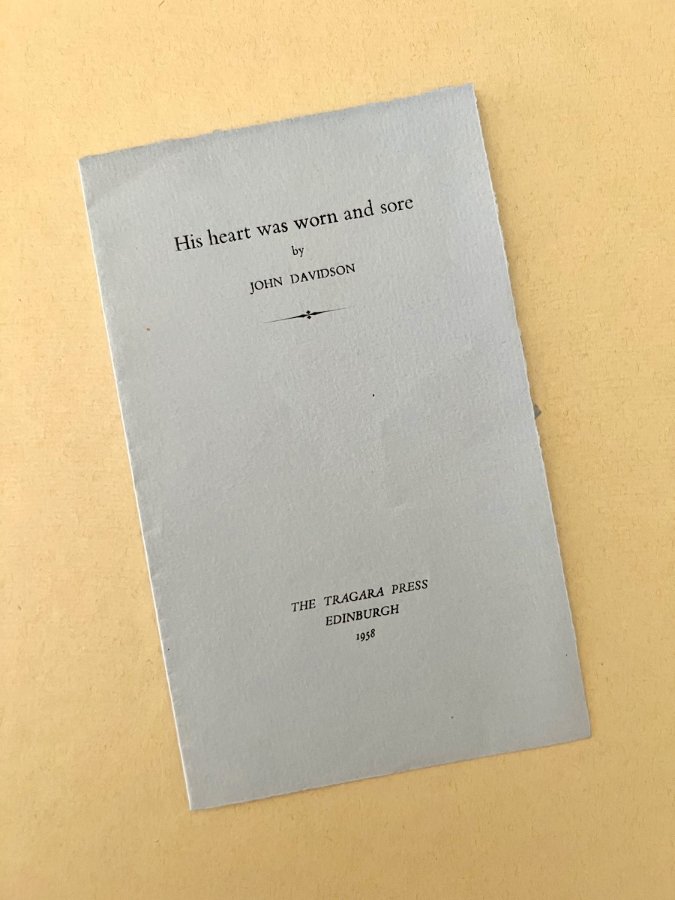 His heart was worn and sore
by
JOHN DAVIDSON
THE TRAGARA PRESS
EDINBURGH
1958